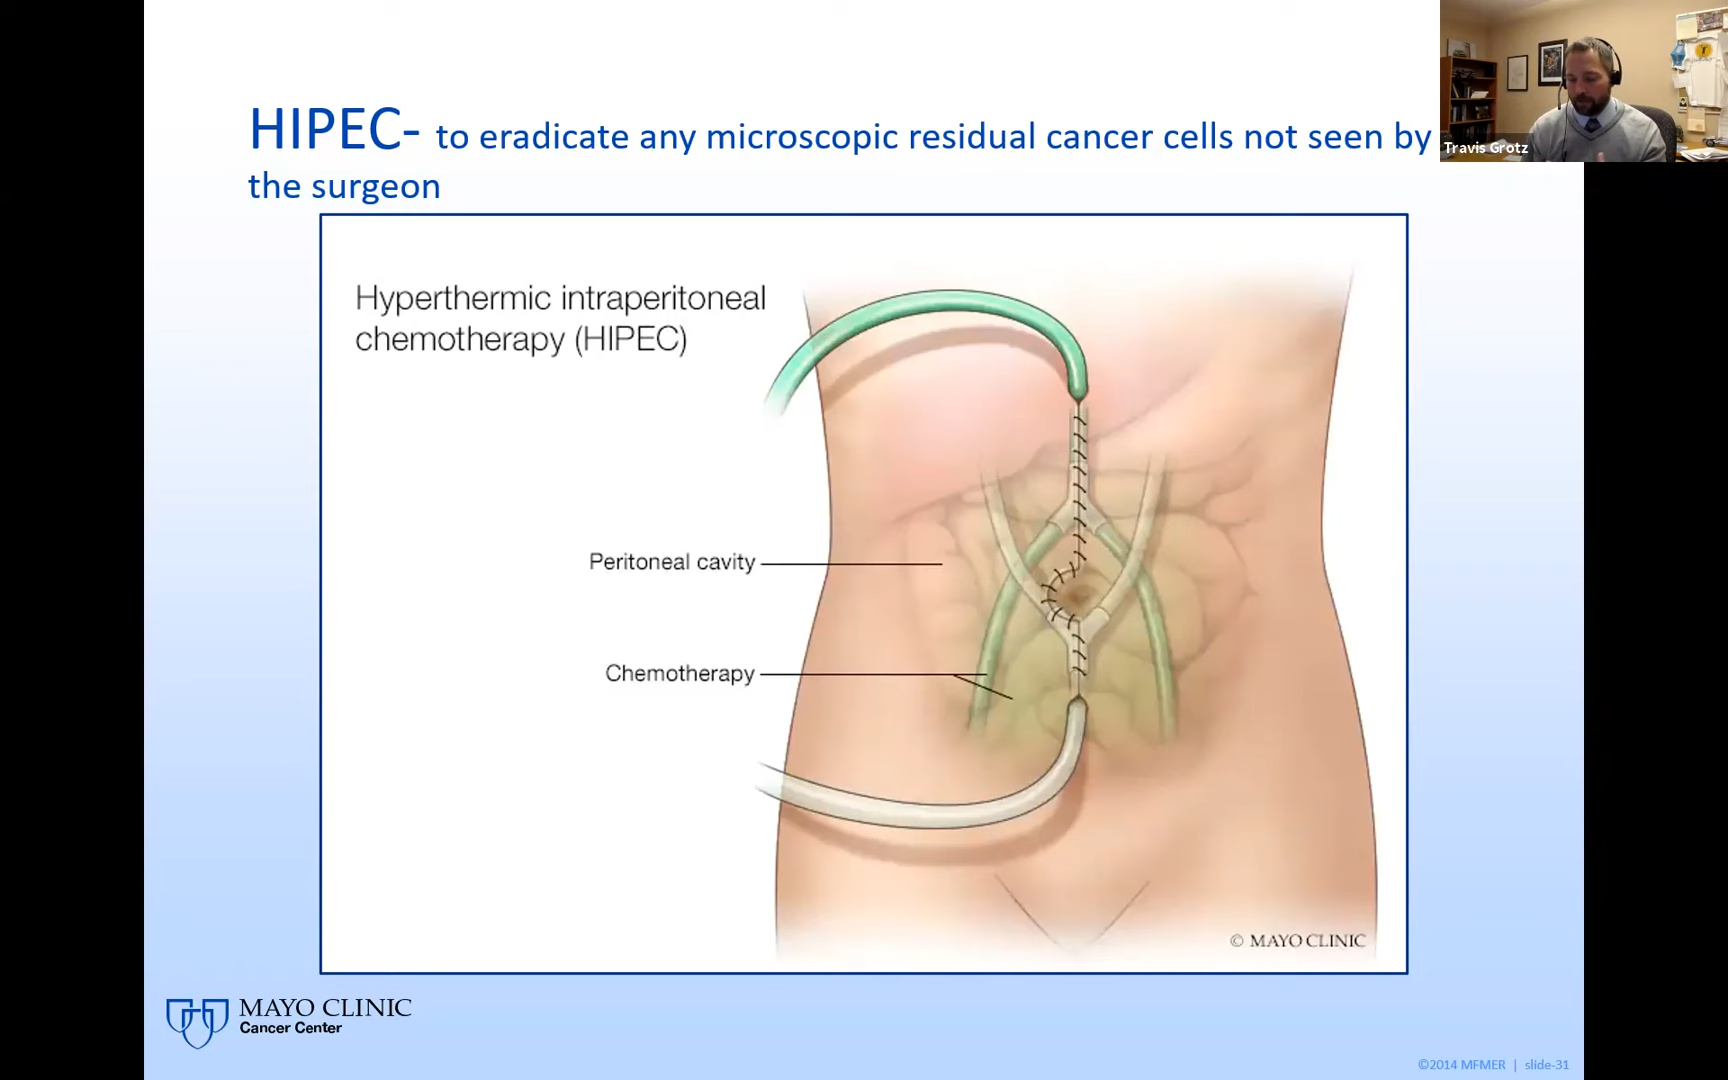 HIPEC- to eradicate any microscopic residual cancer cells not seen by
the surgeon
Travis Grotz
Hyperthermic intraperitoneal
chemotherapy (HIPEC)
Peritoneal cavity
Chemotherapy
© MAYO CLINIC
MAYO CLINIC
Cancer Center
©2014 MFMER | slide-31